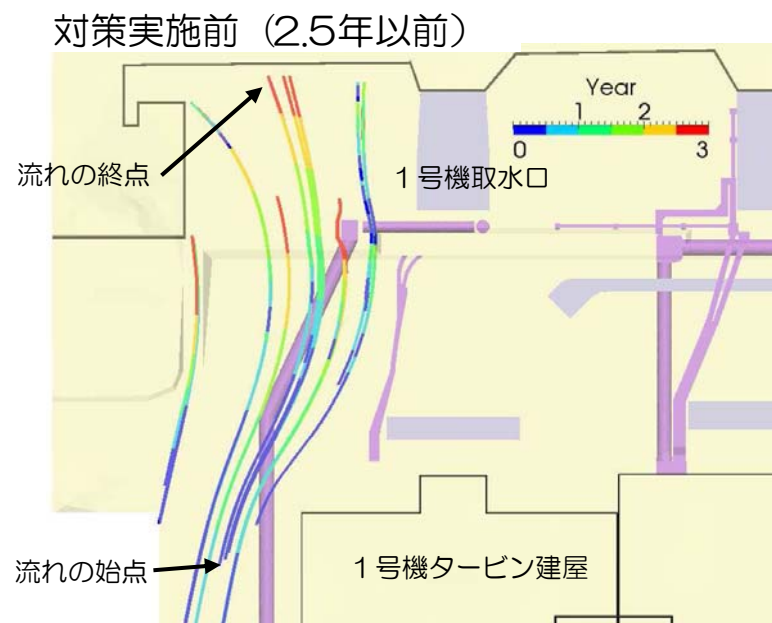 対策実施前（2.5年以前）
Year
1 2
0 3
流れの終点
１号機取水口
流れの始点
１号機タービン建屋